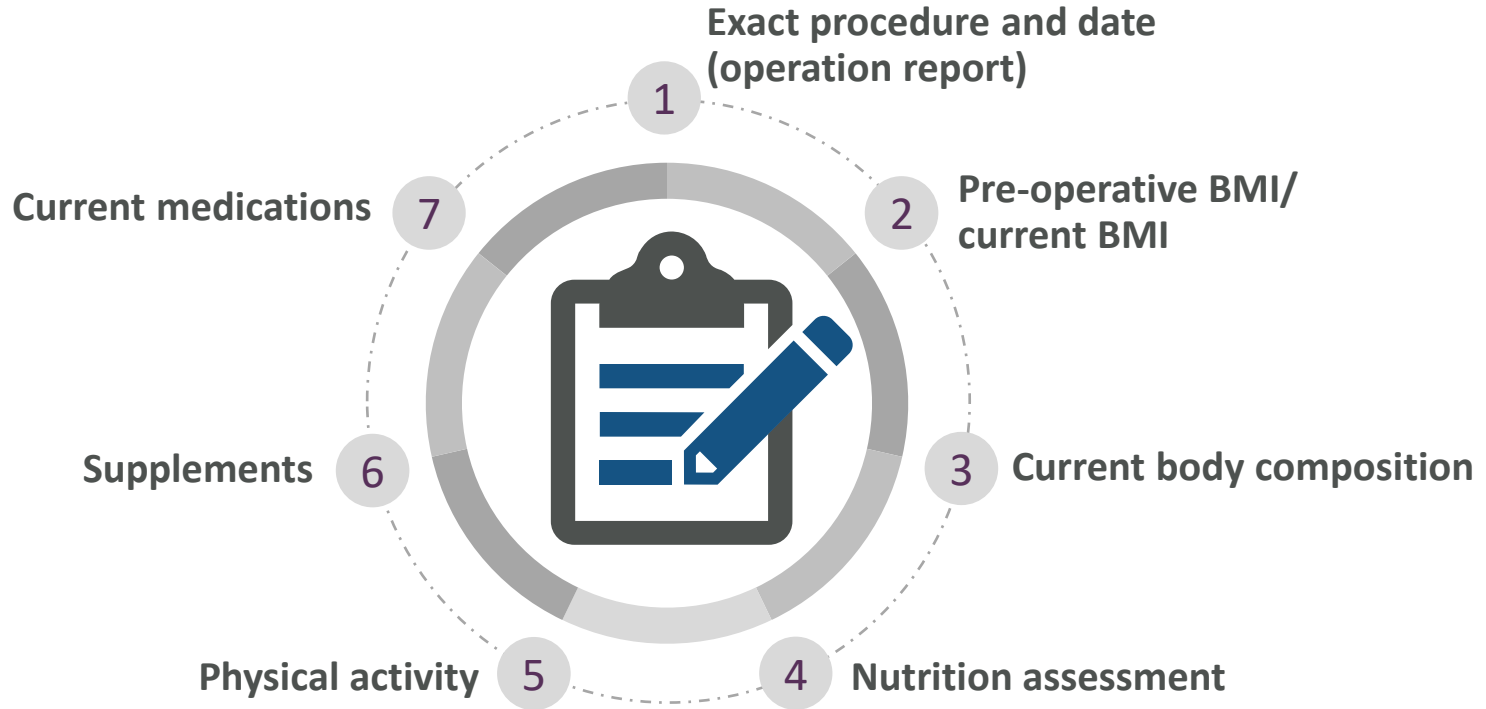 1
Exact procedure and date
(operation report)
2
Pre-operative BMI/
current BMI
3
Current body composition
4
Nutrition assessment
5
Physical activity
6
Supplements
7
Current medications